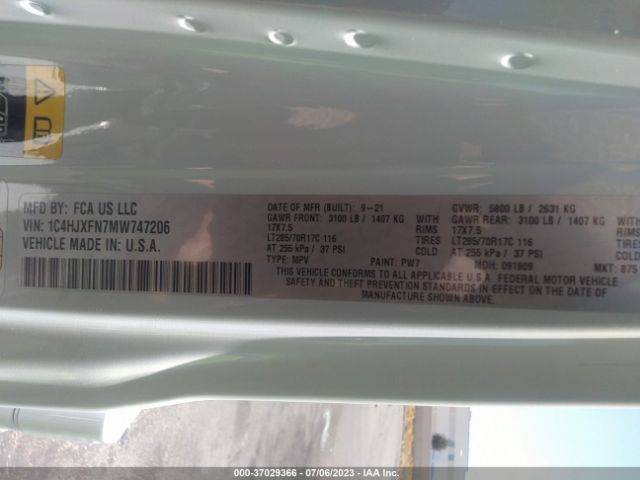 MFD BY: FCA US LLC
VIN: 1C4HJXFN7MW747206
VEHICLE MADE IN: U.S.A.
DATE OF MFR (BUILT): 9-21 GVWR: 5800 LB / 2631 KG
GAWR FRONT: 3100 LB / 1407 KG WITH GAWR REAR: 3100 LB / 1407 KG WITH
17X7.5 RIMS 17X7.5 RIMS
LT285/70R17C 116 TIRES LT285/70R17C 116 TIRES
AT 255 kPa / 37 PSI COLD AT 255 kPa / 37 PSI COLD
TYPE: MPV PAINT: PW7 MDH: 091809 MKT: 875
THIS VEHICLE CONFORMS TO ALL APPLICABLE U.S.A. FEDERAL MOTOR VEHICLE
SAFETY AND THEFT PREVENTION STANDARDS IN EFFECT ON THE DATE OF
MANUFACTURE SHOWN ABOVE.
000-37029366 - 07/06/2023 - IAA Inc.